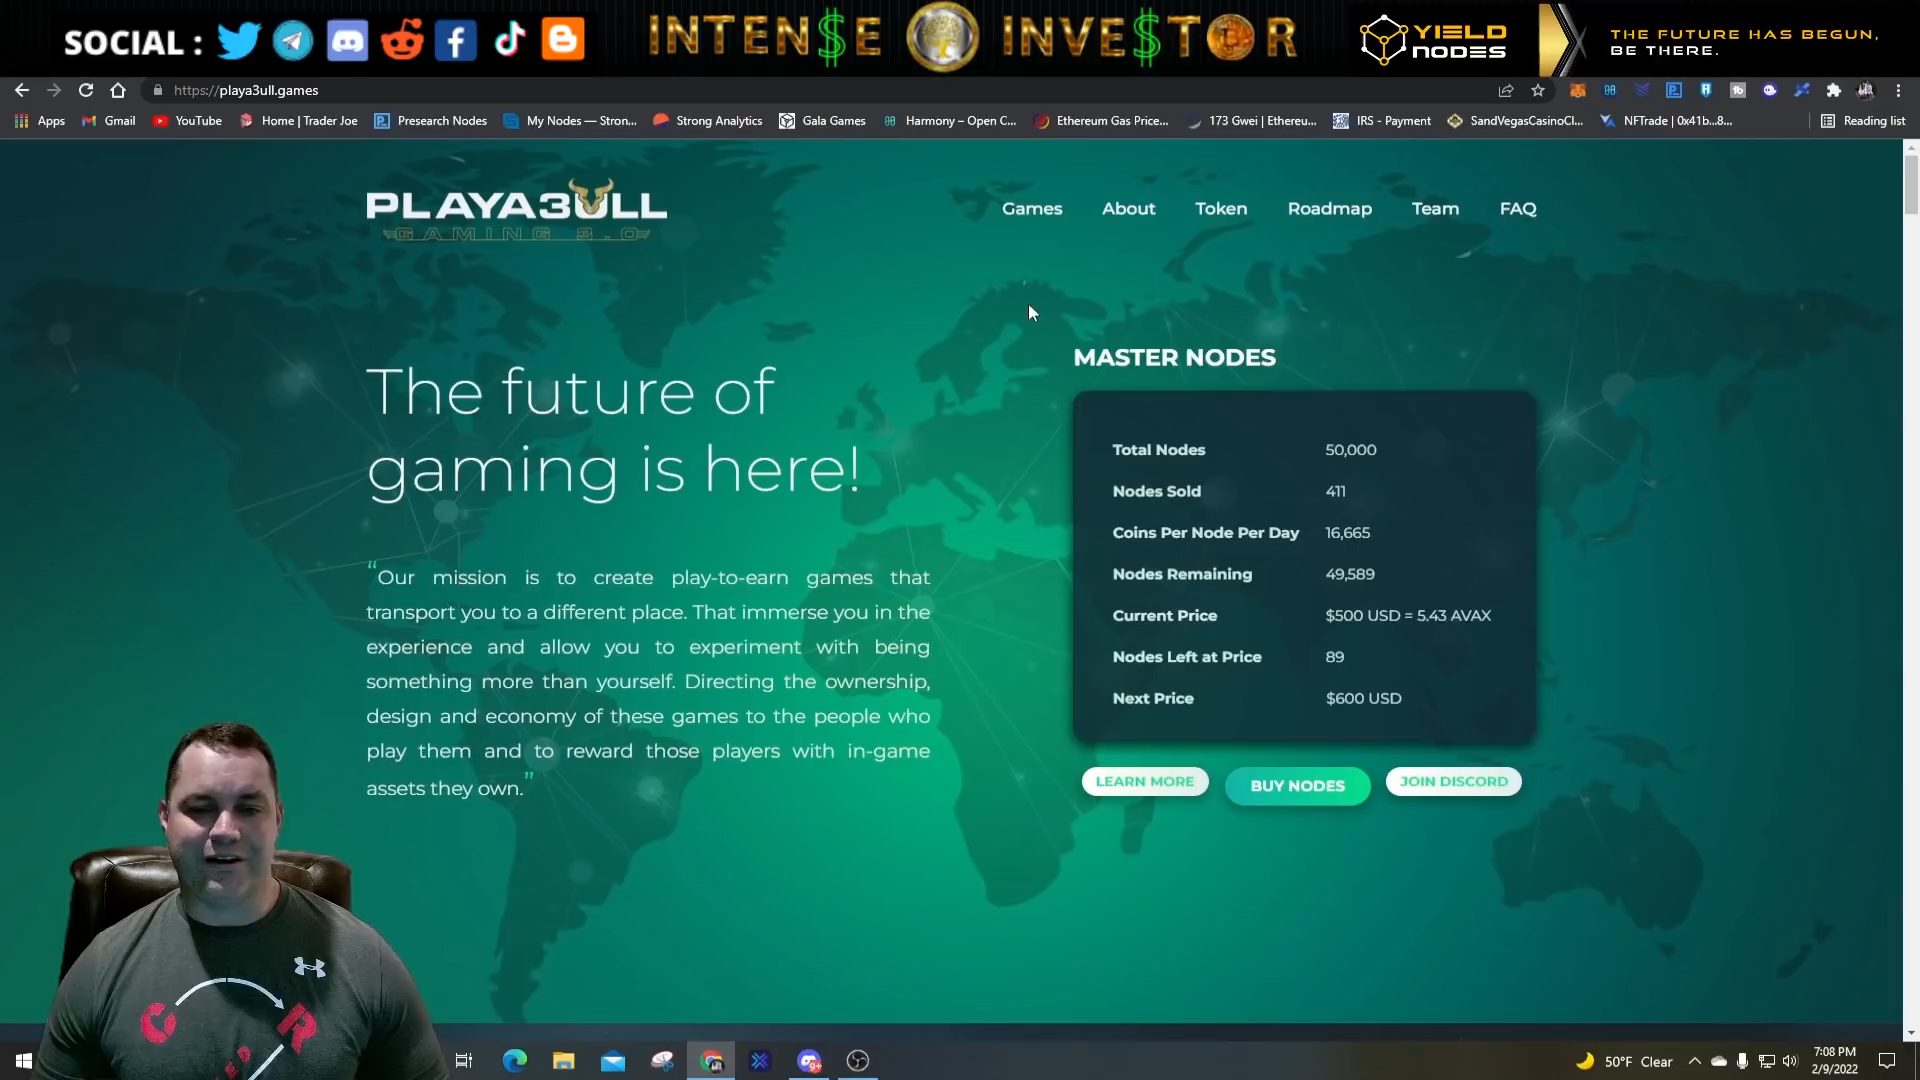 SOCIAL :
INTEN$E INVE$TOR
YIELD NODES
THE FUTURE HAS BEGUN,
BE THERE.
https://playa3ull.games
Apps Gmail YouTube Home | Trader Joe Presearch Nodes My Nodes — Stron... Strong Analytics Gala Games Harmony – Open C... Ethereum Gas Price... 173 Gwei | Ethereu... IRS - Payment SandVegasCasinoCl... NFTrade | 0x41b...8... Reading list
PLAYA3ULL
GAMING 3.0
Games About Token Roadmap Team FAQ
The future of
gaming is here!
“Our mission is to create play-to-earn games that
transport you to a different place. That immerse you in the
experience and allow you to experiment with being
something more than yourself. Directing the ownership,
design and economy of these games to the people who
play them and to reward those players with in-game
assets they own.”
MASTER NODES
Total Nodes 50,000
Nodes Sold 411
Coins Per Node Per Day 16,665
Nodes Remaining 49,589
Current Price $500 USD = 5.43 AVAX
Nodes Left at Price 89
Next Price $600 USD
LEARN MORE BUY NODES JOIN DISCORD
50°F Clear
7:08 PM
2/9/2022